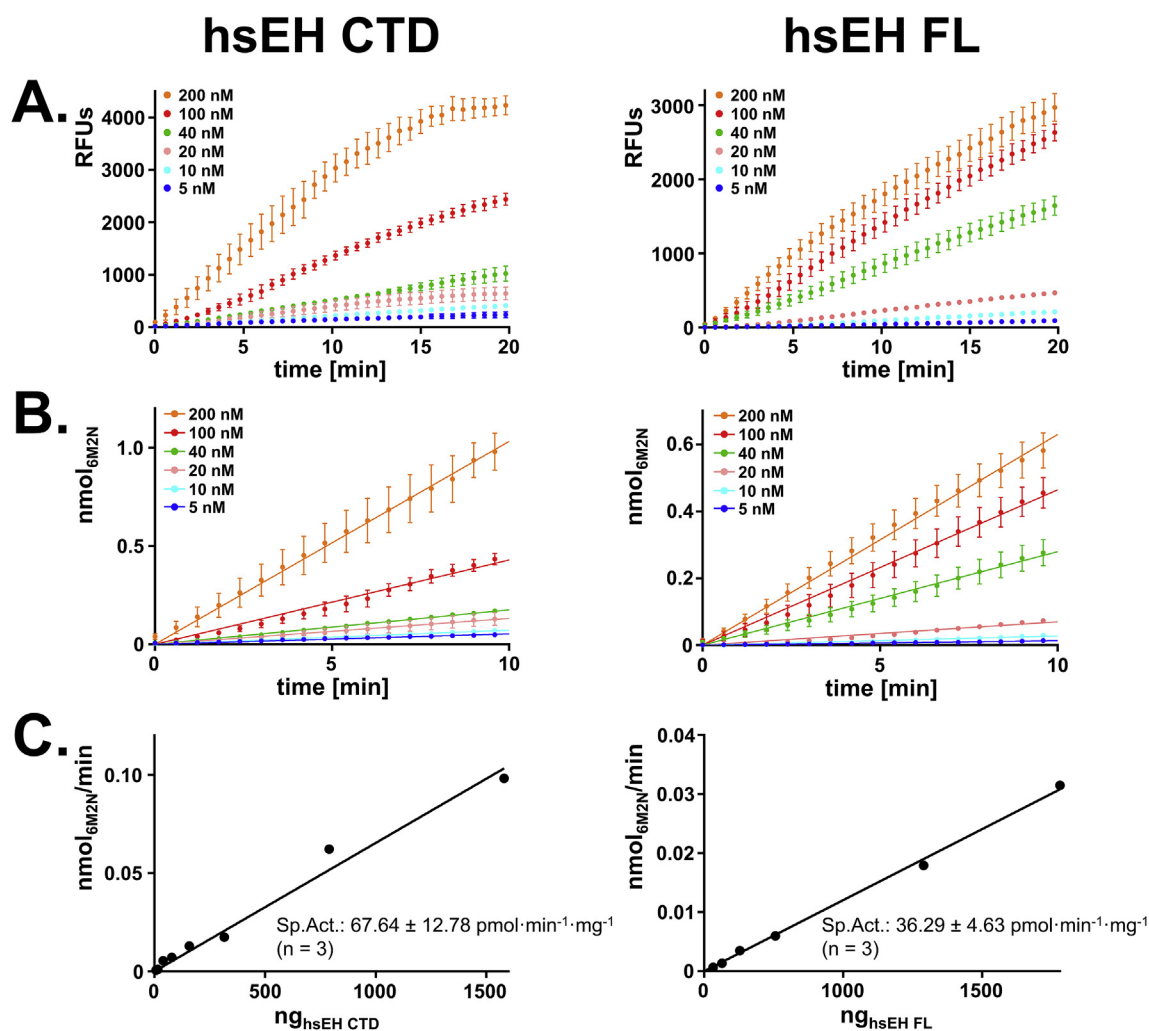 hsEH CTD
hsEH FL
A.
RFUs
4000
3000
2000
1000
0
200 nM
100 nM
40 nM
20 nM
10 nM
5 nM
0 5 10 15 20
time [min]
RFUs
3000
2000
1000
0
200 nM
100 nM
40 nM
20 nM
10 nM
5 nM
0 5 10 15 20
time [min]
B.
nmol6M2N
1.0
0.5
0
200 nM
100 nM
40 nM
20 nM
10 nM
5 nM
0 5 10
time [min]
nmol6M2N
0.6
0.4
0.2
0
200 nM
100 nM
40 nM
20 nM
10 nM
5 nM
0 5 10
time [min]
C.
nmol6M2N/min
0.10
0.05
0
Sp.Act.: 67.64 ± 12.78 pmol·min⁻¹·mg⁻¹
(n = 3)
0 500 1000 1500
nghsEH CTD
nmol6M2N/min
0.04
0.03
0.02
0.01
0
Sp.Act.: 36.29 ± 4.63 pmol·min⁻¹·mg⁻¹
(n = 3)
0 1000 1500
nghsEH FL